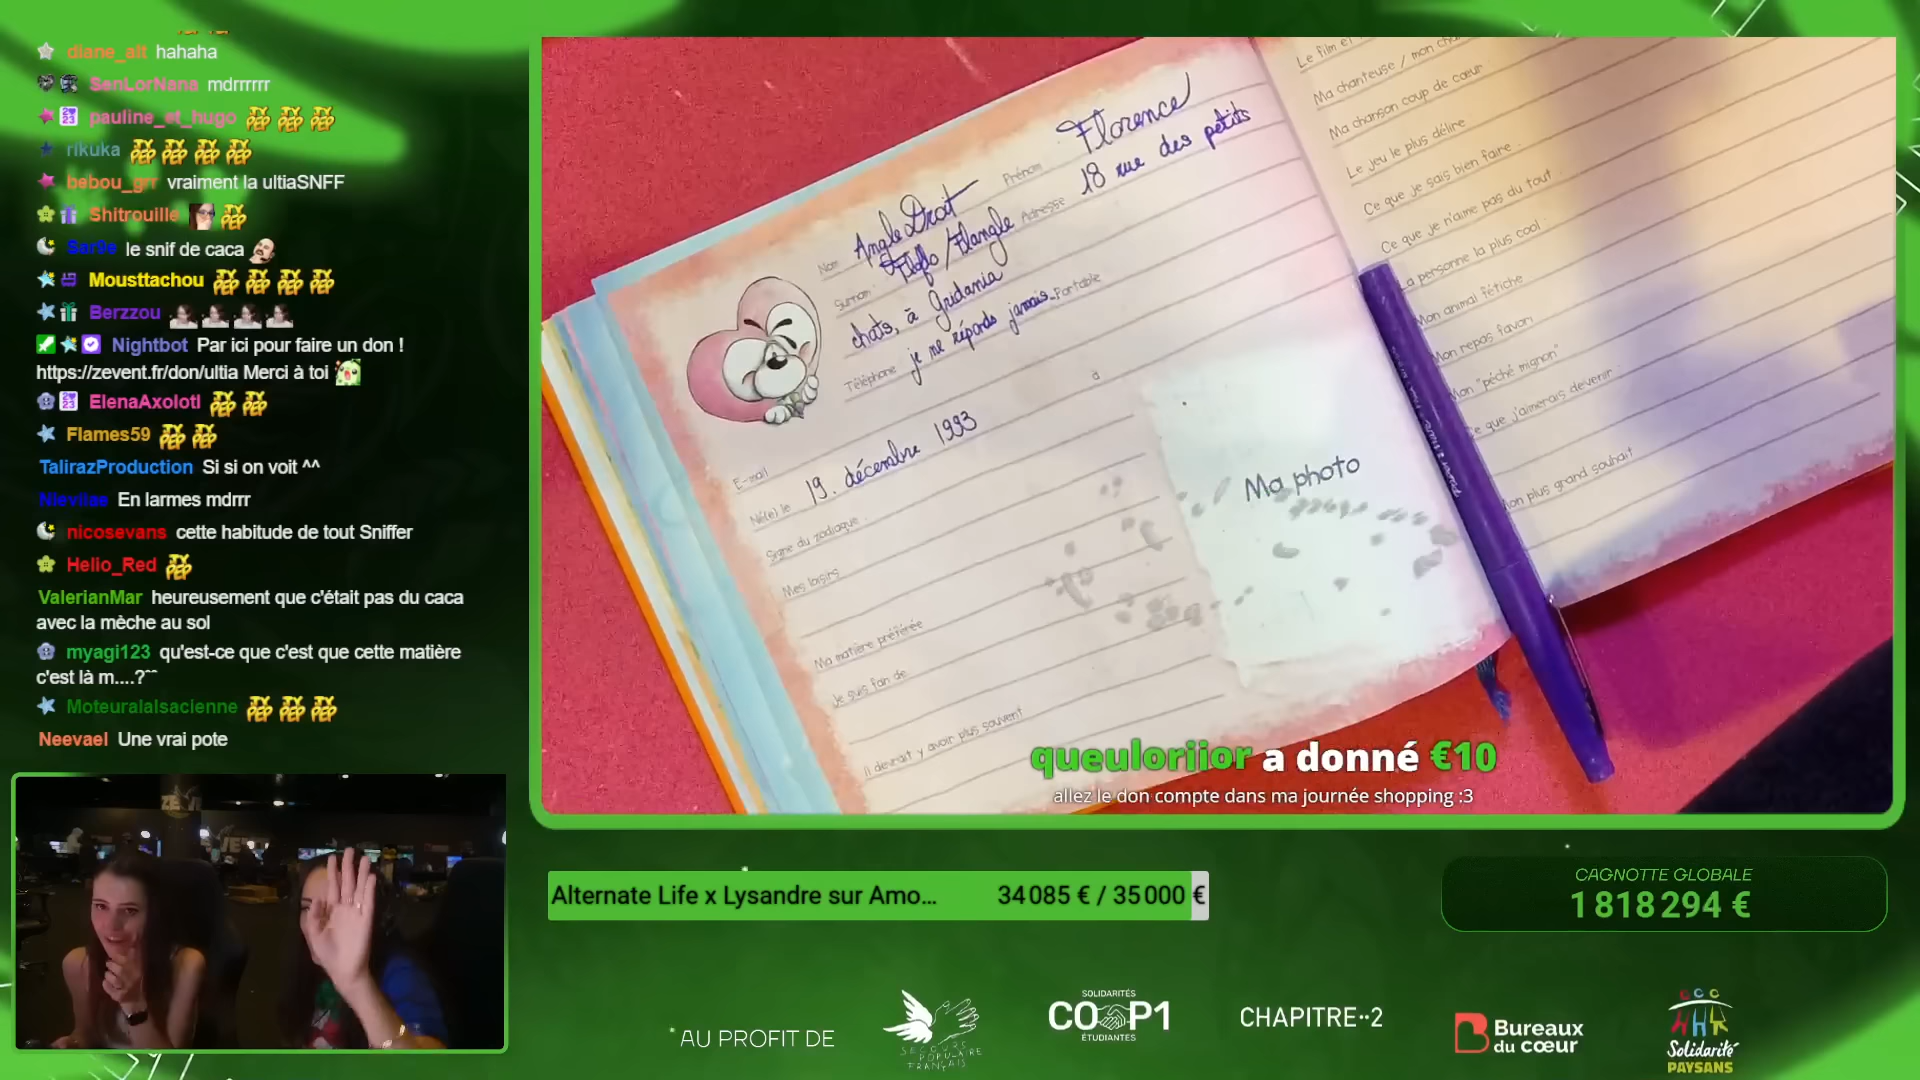 diane_alt hahaha
SenLorNana mdrrrrrr
pauline_et_hugo
rikuka
bebou_grr vraiment la ultiaSNFF
Shitrouille
Sar0e le snif de caca
Mousttachou
Berzzou
Nightbot Par ici pour faire un don !
https://zevent.fr/don/ultia Merci à toi
ElenaAxolotl
Flames59
TalirazProduction Si si on voit ^^
En larmes mdrrr
nicosevans cette habitude de tout Sniffer
Helio_Red
ValerianMar heureusement que c'était pas du caca
avec la mèche au sol
myagi123 qu'est-ce que c'est que cette matière
c'est là m....?^^
Moteuralalsacienne
Neevael Une vrai pote
Nom Angle Droit Prénom : Florence
Surnom : Floflo / Flangle Adresse 18 rue des petits
chats, à Gridania
Téléphone je ne réponds jamais Portable
E-mail @
Né(e) le 19 décembre 1993
Signe du zodiaque :
Mes loisirs
Ma matière préférée
Je suis fan de
Il devrait y avoir plus souvent
Ma photo
Le film et
Ma chanteuse / mon
Ma chanson coup de cœur
Le jeu le plus délire
Ce que je sais bien faire :
Ce que je n'aime pas du tout :
La personne la plus cool :
Mon animal fétiche
Mon repas favori
Mon "péché mignon"
Ce que j'aimerais devenir :
Mon plus grand souhait
queuloriior a donné €10
allez le don compte dans ma journée shopping :3
Alternate Life x Lysandre sur Amo... 34 085 € / 35 000 €
CAGNOTTE GLOBALE
1 818 294 €
AU PROFIT DE
SECOURS
POPULAIRE
FRANÇAIS
SOLIDARITÉS
COP1
ÉTUDIANTES
CHAPITRE··2
Bureaux
du cœur
Solidarité
PAYSANS